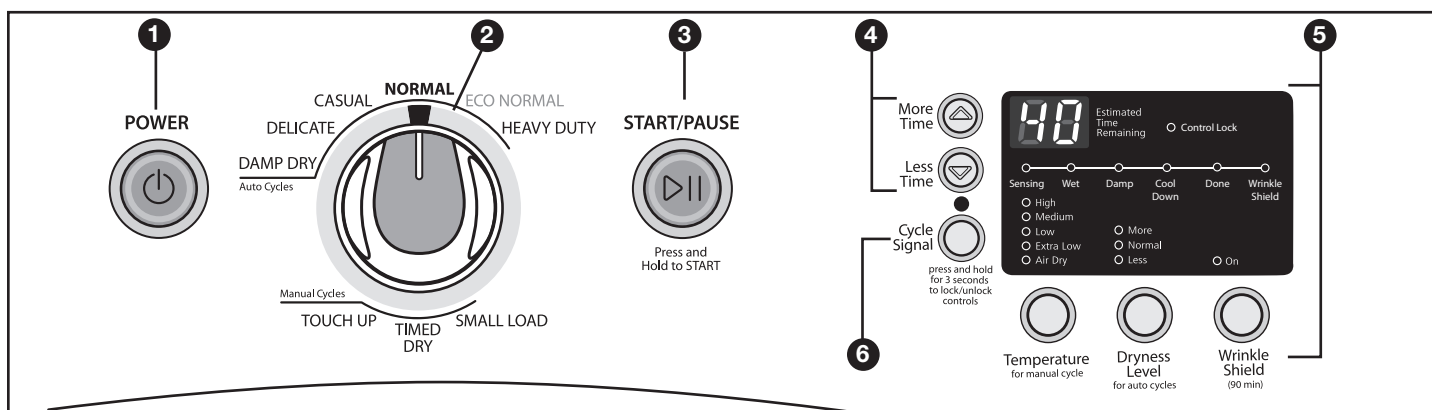 1
2
3
4
5
6
POWER
DAMP DRY
Auto Cycles
DELICATE
CASUAL
NORMAL
ECO NORMAL
HEAVY DUTY
Manual Cycles
TOUCH UP
TIMED
DRY
SMALL LOAD
START/PAUSE
Press and
Hold to START
More
Time
Less
Time
Cycle
Signal
press and hold
for 3 seconds
to lock/unlock
controls
40
Estimated
Time
Remaining
Control Lock
Sensing
Wet
Damp
Cool
Down
Done
Wrinkle
Shield
High
Medium
Low
Extra Low
Air Dry
More
Normal
Less
On
Temperature
for manual cycle
Dryness
Level
for auto cycles
Wrinkle
Shield
(90 min)